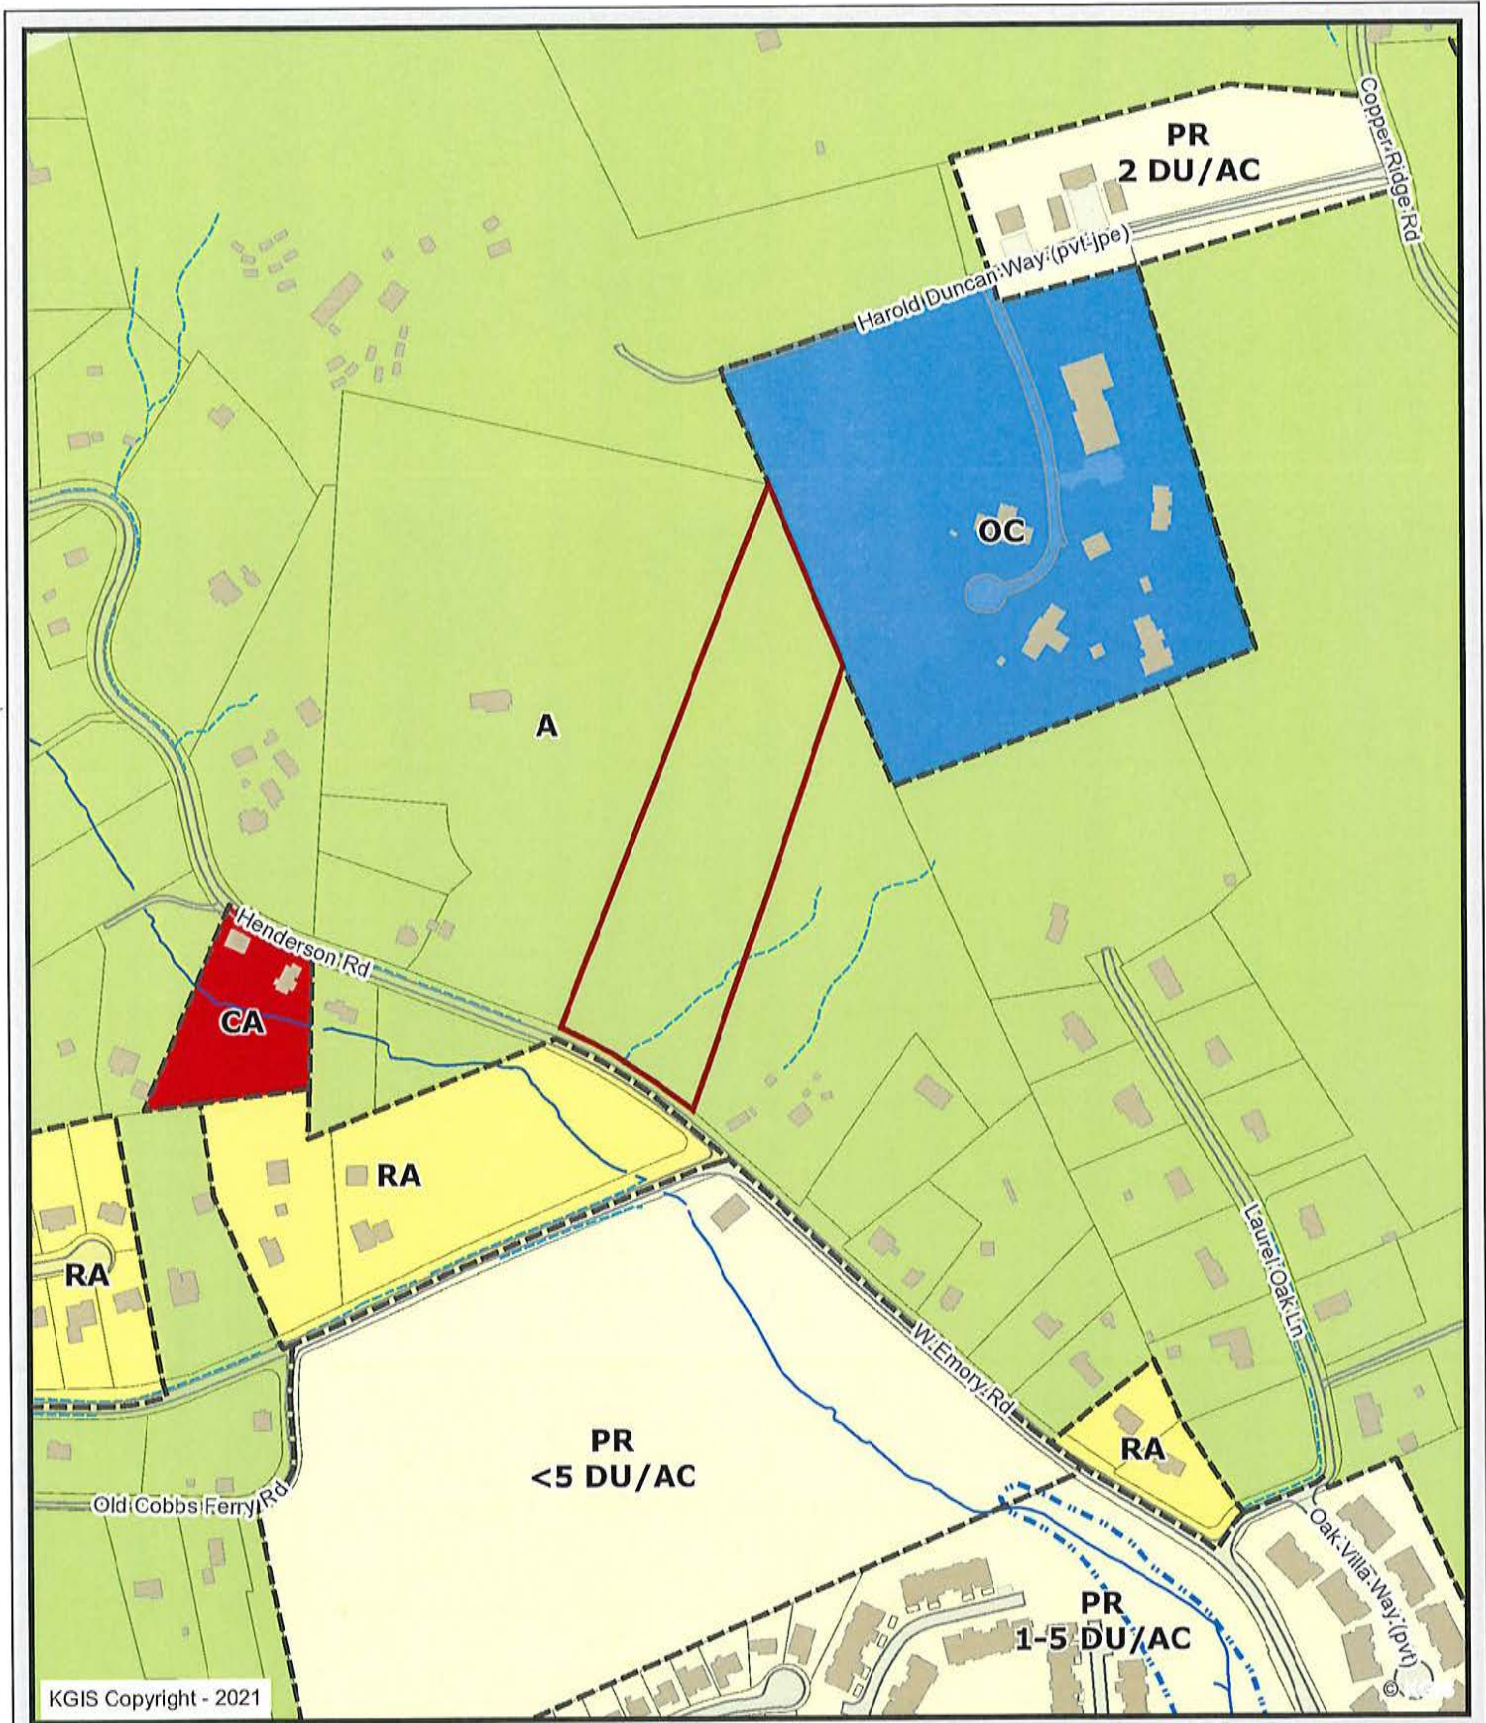 PR
2 DU/AC
Copper Ridge Rd
Harold Duncan Way (pvt-jpe)
OC
A
Henderson Rd
CA
RA
RA
Laurel Oak Ln
W Emory Rd
PR
<5 DU/AC
RA
Old Cobbs Ferry Rd
Oak Villa Way (pvt)
PR
1-5 DU/AC
KGIS Copyright - 2021
©